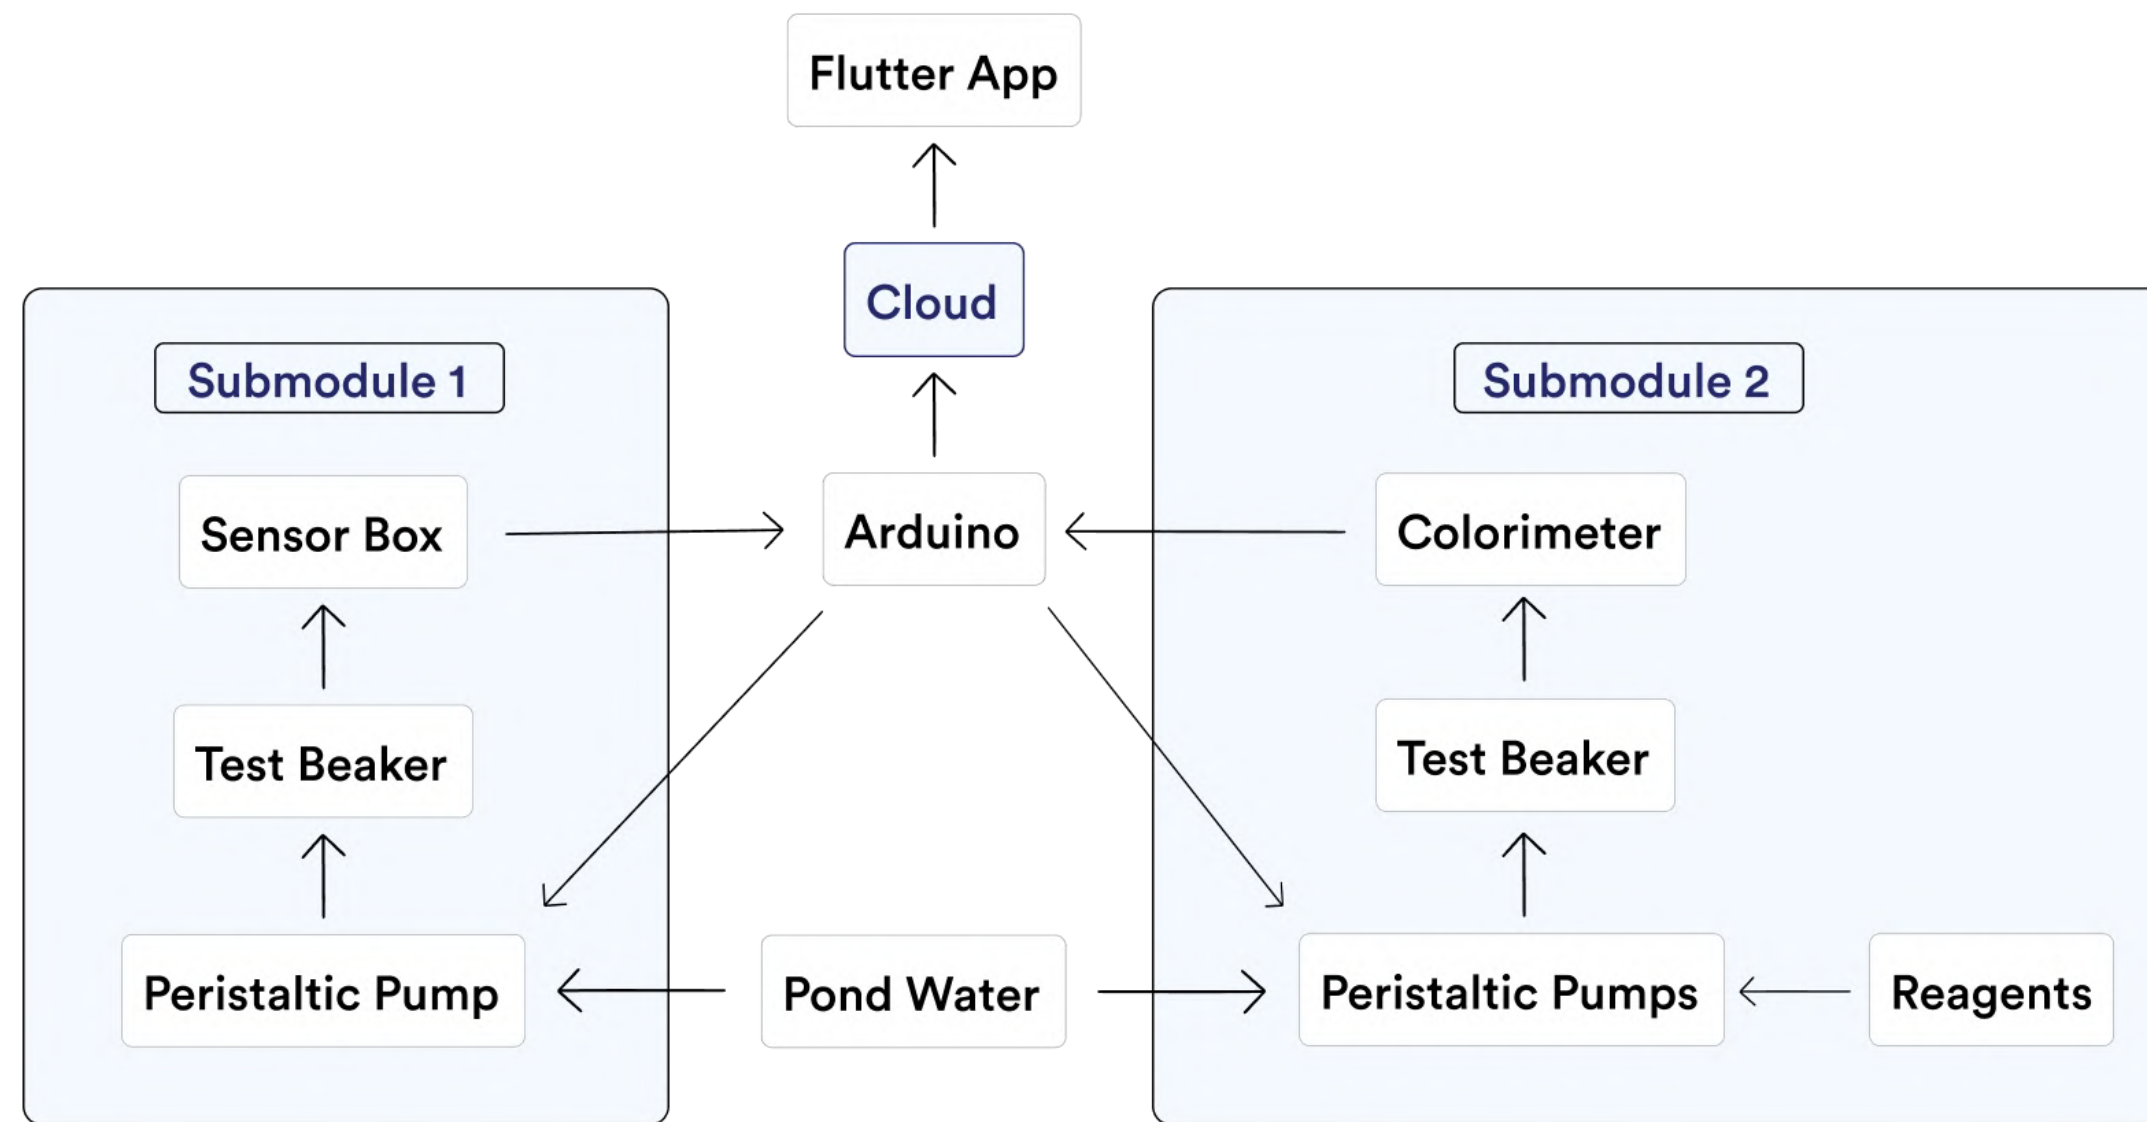 Flutter App
Cloud
Submodule 1
Submodule 2
Sensor Box
Arduino
Colorimeter
Test Beaker
Test Beaker
Peristaltic Pump
Pond Water
Peristaltic Pumps
Reagents